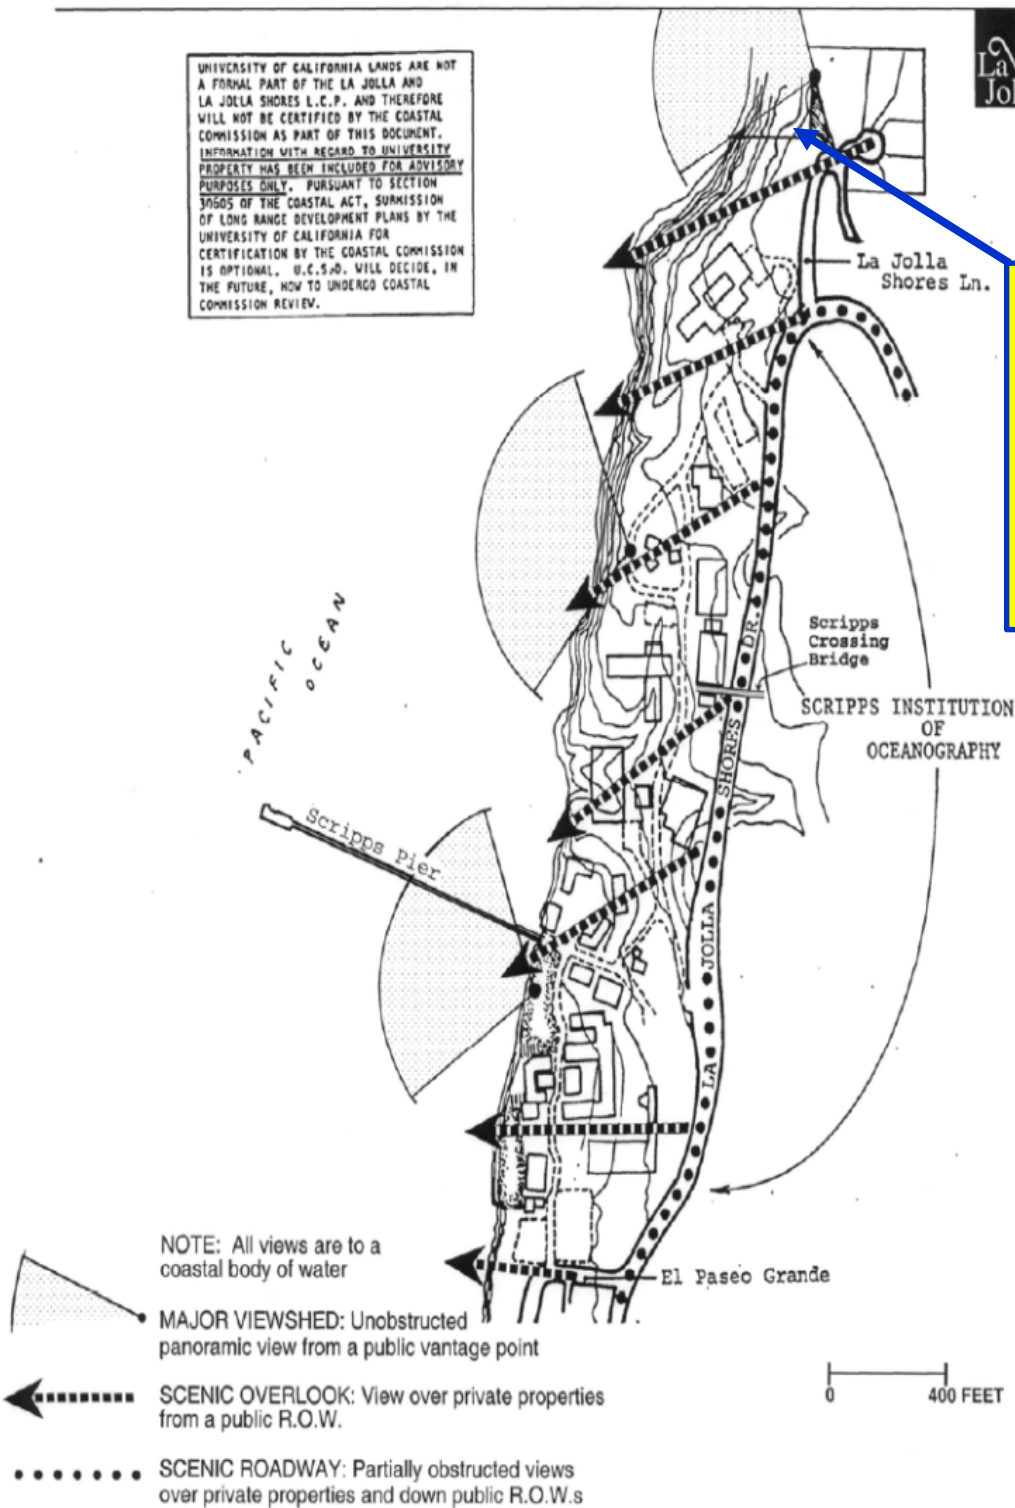 UNIVERSITY OF CALIFORNIA LANDS ARE NOT
A FORMAL PART OF THE LA JOLLA AND
LA JOLLA SHORES L.C.P. AND THEREFORE
WILL NOT BE CERTIFIED BY THE COASTAL
COMMISSION AS PART OF THIS DOCUMENT.
INFORMATION WITH REGARD TO UNIVERSITY
PROPERTY HAS BEEN INCLUDED FOR ADVISORY
PURPOSES ONLY. PURSUANT TO SECTION
30605 OF THE COASTAL ACT, SUBMISSION
OF LONG RANGE DEVELOPMENT PLANS BY THE
UNIVERSITY OF CALIFORNIA FOR
CERTIFICATION BY THE COASTAL COMMISSION
IS OPTIONAL. U.C.S.D. WILL DECIDE, IN
THE FUTURE, HOW TO UNDERGO COASTAL
COMMISSION REVIEW.
La
Jol
La Jolla
Shores Ln.
Scripps
Crossing
Bridge
SCRIPPS INSTITUTION
OF
OCEANOGRAPHY
PACIFIC
OCEAN
Scripps Pier
LA JOLLA SHORES DR.
El Paseo Grande
NOTE: All views are to a
coastal body of water
MAJOR VIEWSHED: Unobstructed
panoramic view from a public vantage point
SCENIC OVERLOOK: View over private properties
from a public R.O.W.
SCENIC ROADWAY: Partially obstructed views
over private properties and down public R.O.W.s
0 400 FEET